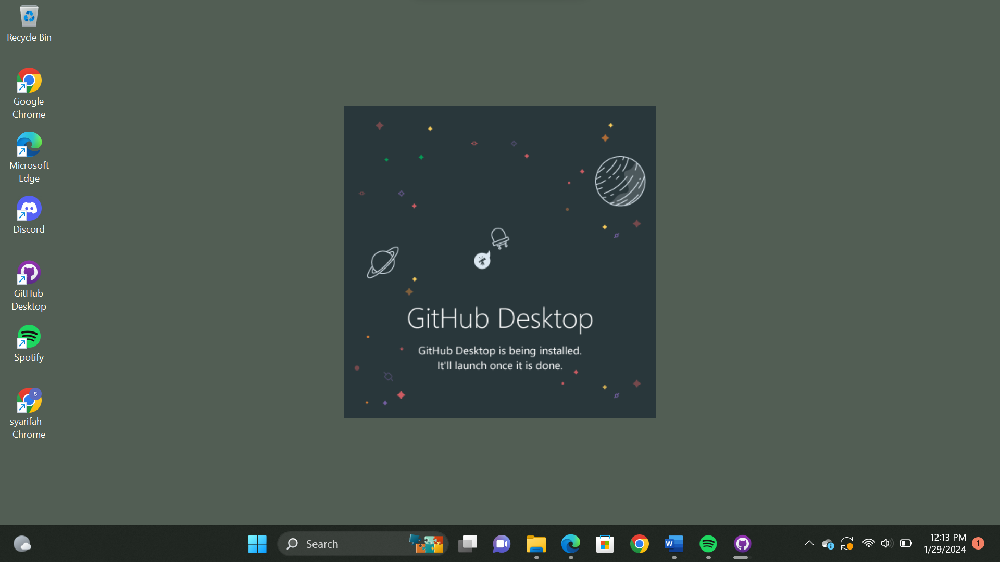 Recycle Bin
Google
Chrome
Microsoft
Edge
Discord
GitHub
Desktop
Spotify
S
syarifah -
Chrome
GitHub Desktop
GitHub Desktop is being installed.
It'll launch once it is done.
Search
W
12:13 PM
1/29/2024
1